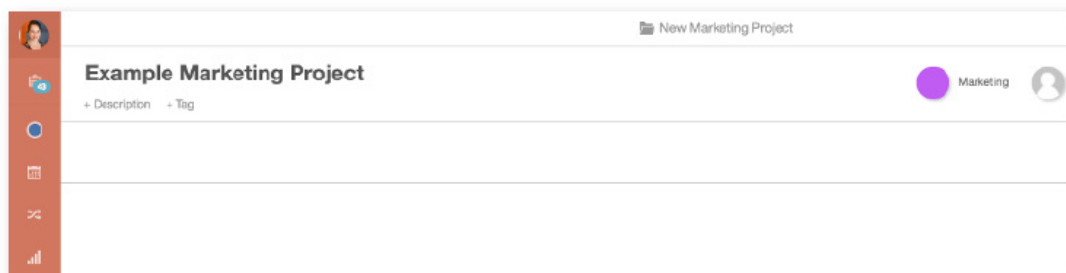 New Marketing Project
Example Marketing Project
Marketing
+ Description + Tag